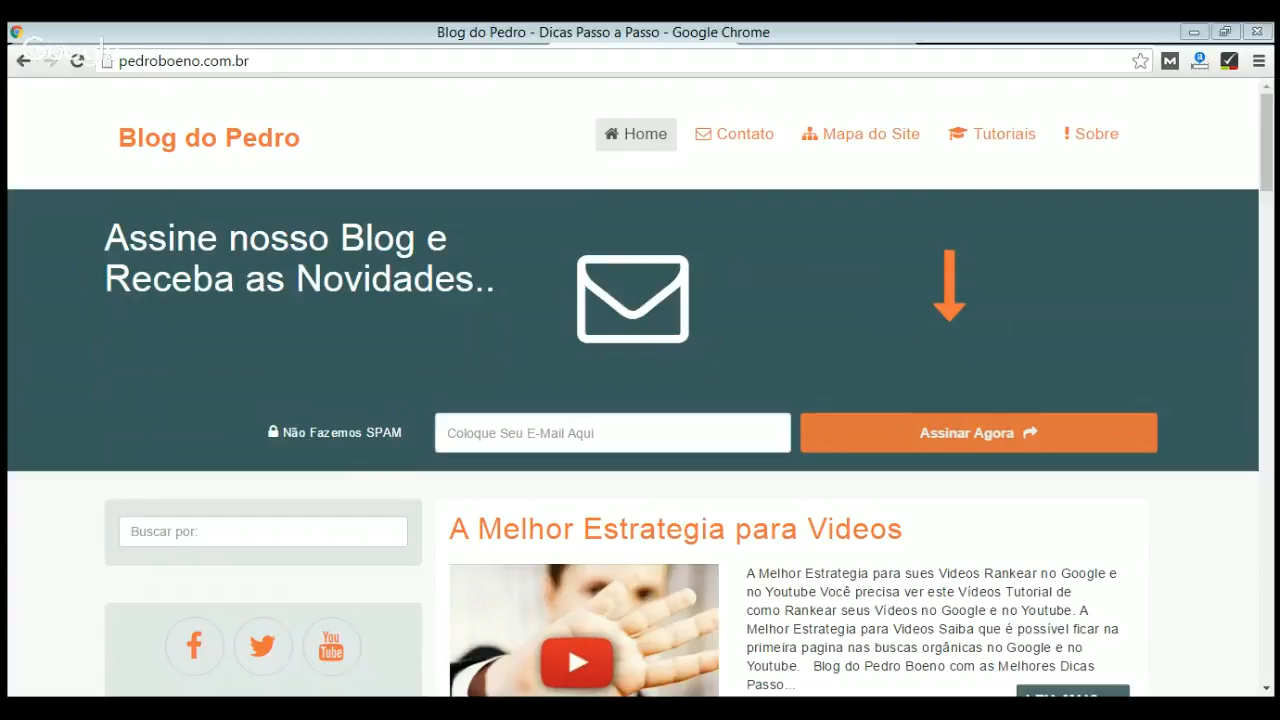 Blog do Pedro - Dicas Passo a Passo - Google Chrome
Google
pedroboeno.com.br
Blog do Pedro
Home
Contato
Mapa do Site
Tutoriais
Sobre
Assine nosso Blog e
Receba as Novidades..
Não Fazemos SPAM
Coloque Seu E-Mail Aqui
Assinar Agora
Buscar por:
You
Tube
A Melhor Estrategia para Videos
A Melhor Estrategia para sues Videos Rankear no Google e
no Youtube Você precisa ver este Vídeos Tutorial de
como Rankear seus Vídeos no Google e no Youtube. A
Melhor Estrategia para Videos Saiba que é possível ficar na
primeira pagina nas buscas orgânicas no Google e no
Youtube. Blog do Pedro Boeno com as Melhores Dicas
Passo...